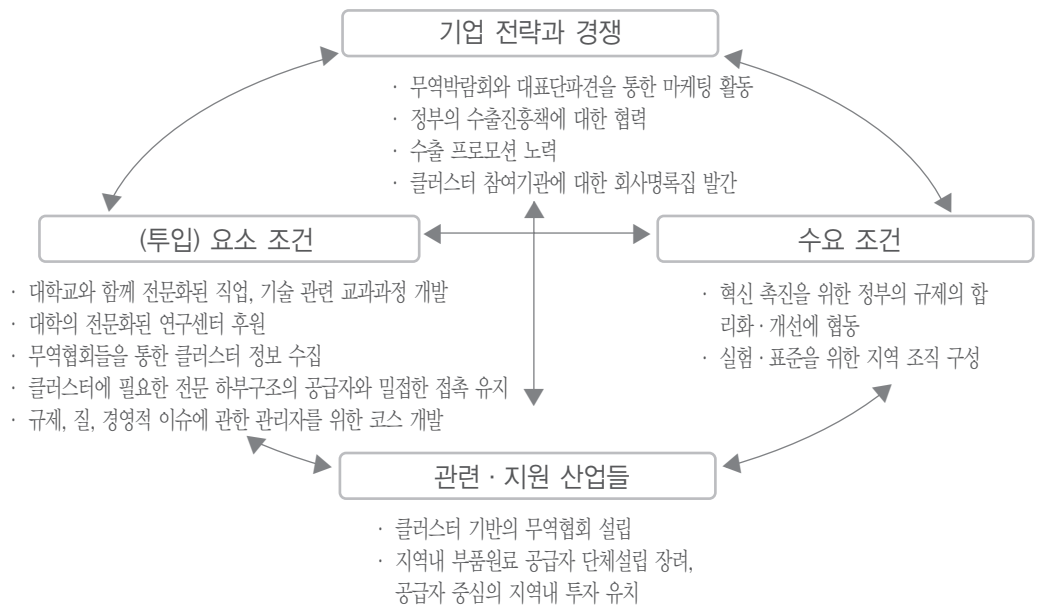 기업 전략과 경쟁
· 무역박람회와 대표단파견을 통한 마케팅 활동
· 정부의 수출진흥책에 대한 협력
· 수출 프로모션 노력
· 클러스터 참여기관에 대한 회사명록집 발간
(투입) 요소 조건
· 대학교와 함께 전문화된 직업, 기술 관련 교과과정 개발
· 대학의 전문화된 연구센터 후원
· 무역협회들을 통한 클러스터 정보 수집
· 클러스터에 필요한 전문 하부구조의 공급자와 밀접한 접촉 유지
· 규제, 질, 경영적 이슈에 관한 관리자를 위한 코스 개발
수요 조건
· 혁신 촉진을 위한 정부의 규제의 합
리화 · 개선에 협동
· 실험 · 표준을 위한 지역 조직 구성
관련 · 지원 산업들
· 클러스터 기반의 무역협회 설립
· 지역내 부품원료 공급자 단체설립 장려,
공급자 중심의 지역내 투자 유치